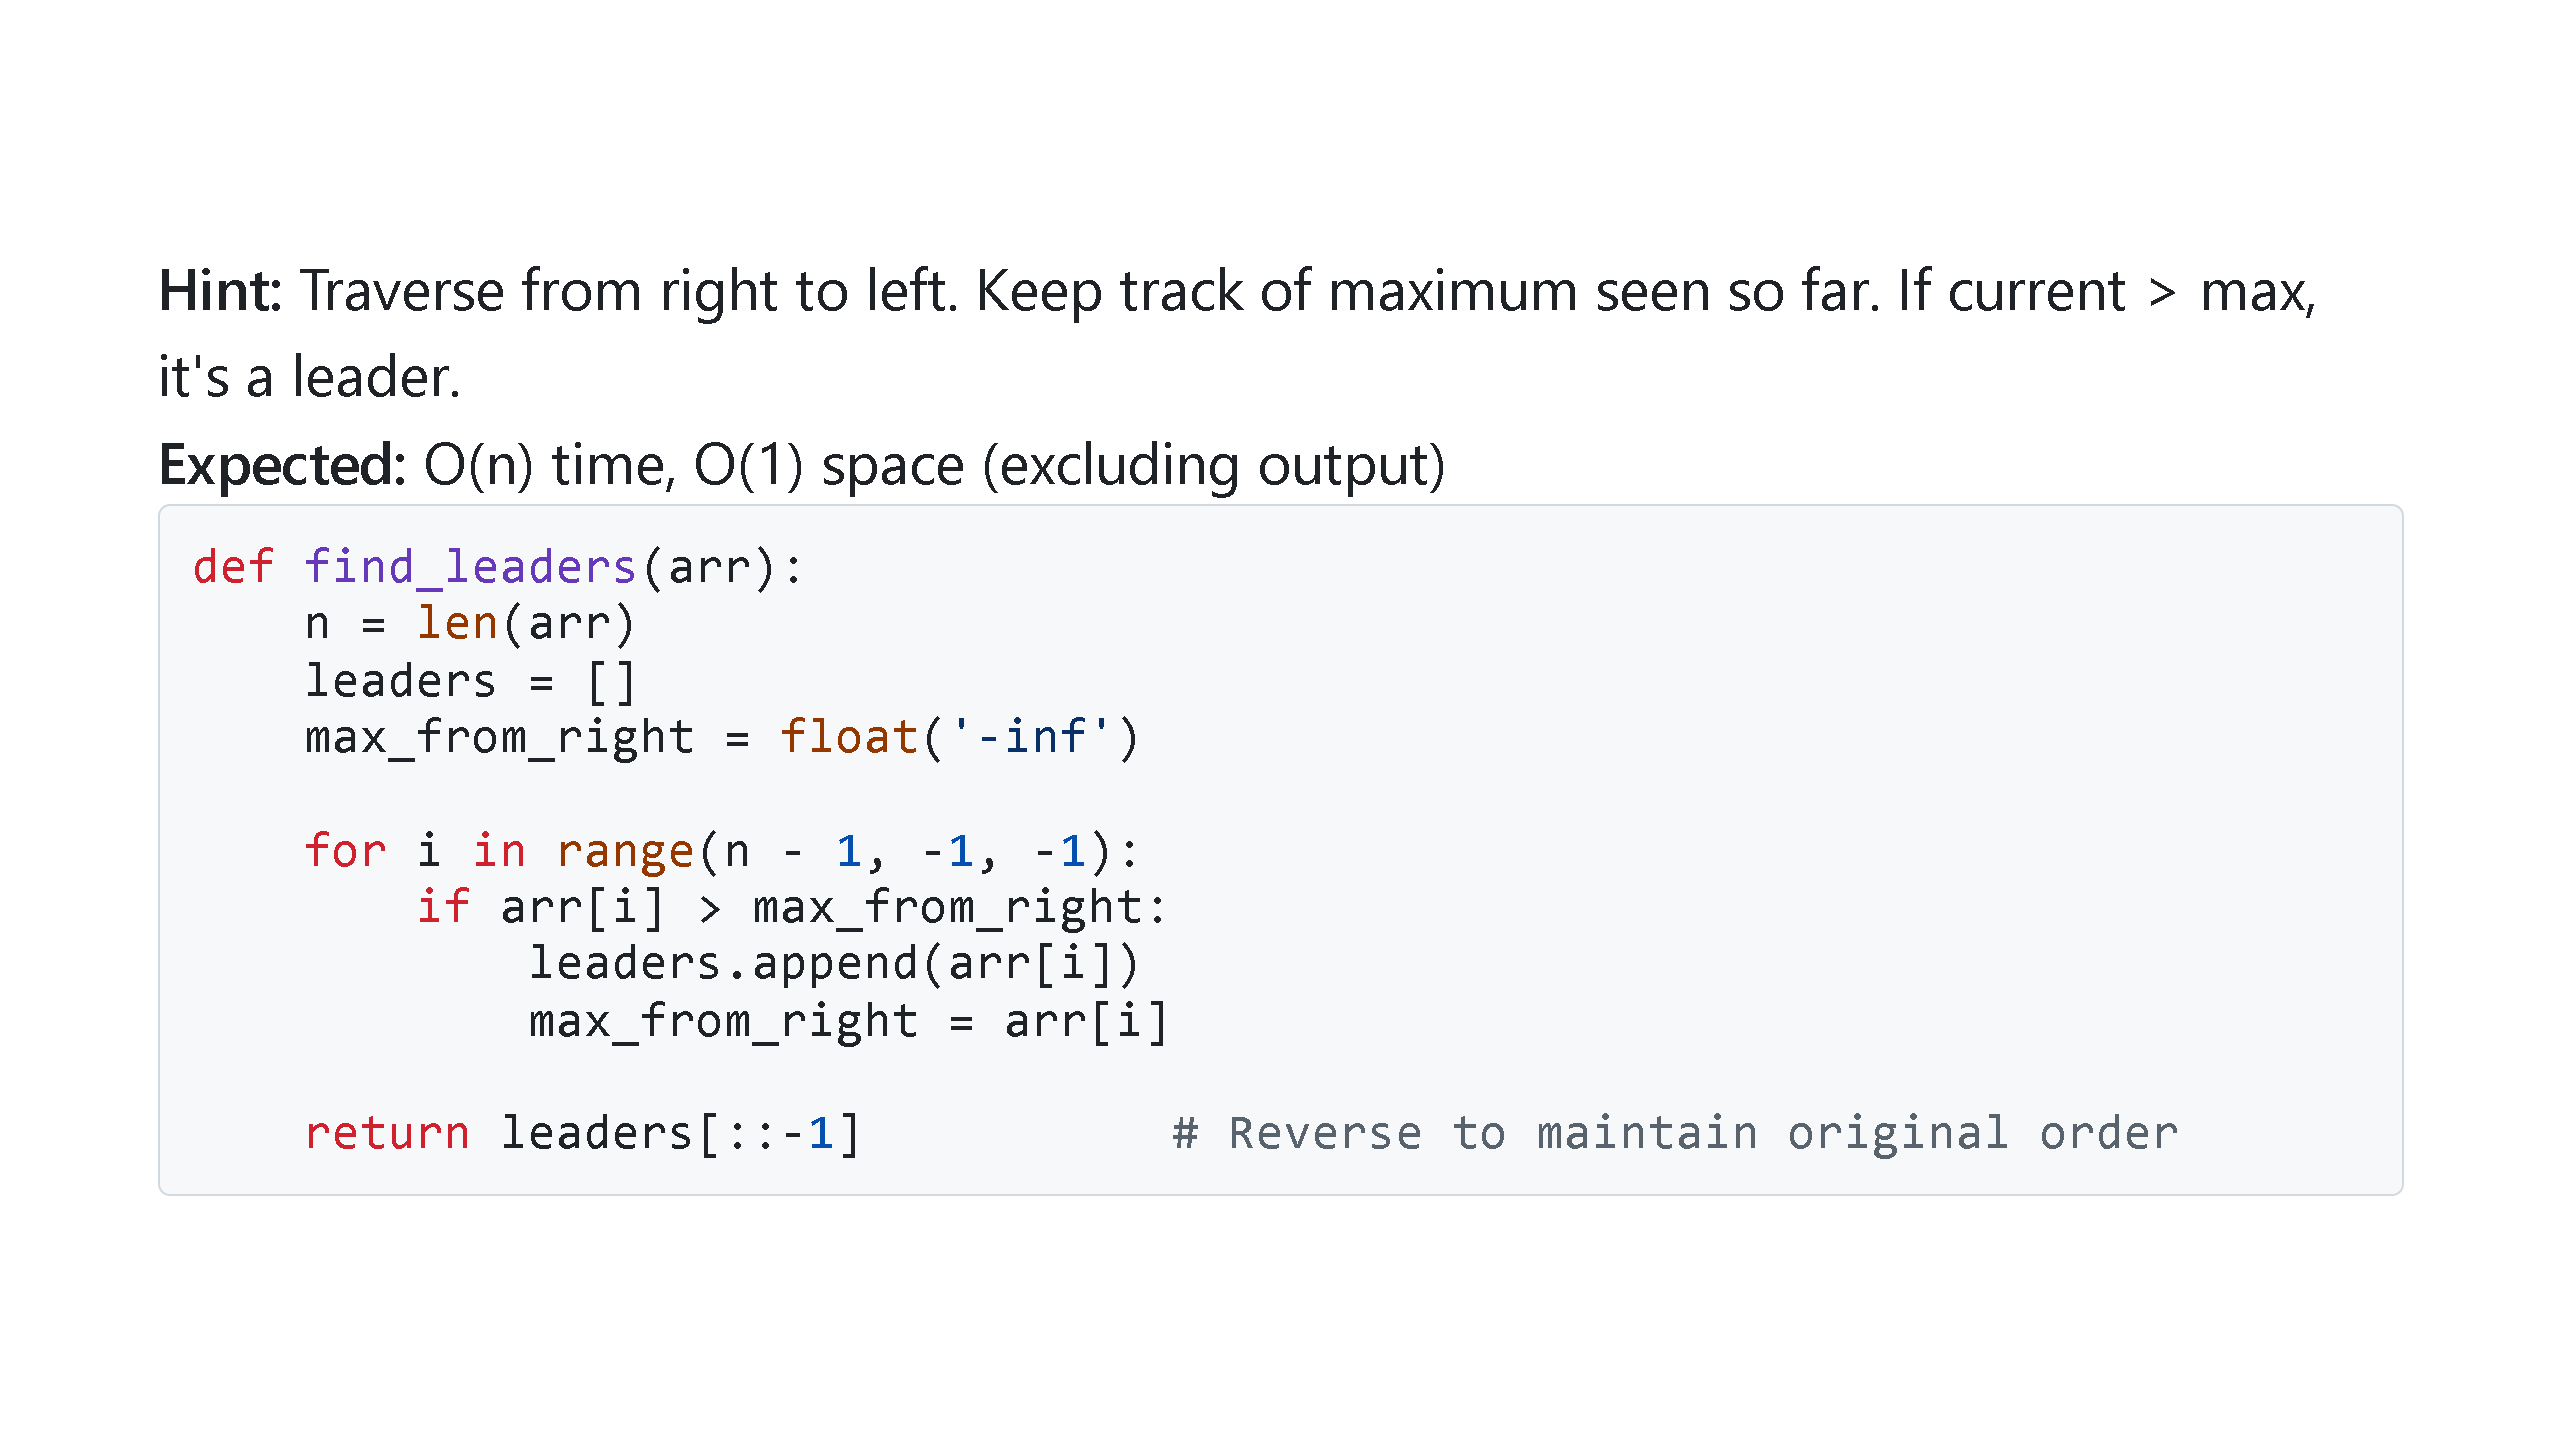 Hint: Traverse from right to left. Keep track of maximum seen so far. If current > max,
it's a leader.
Expected: O(n) time, O(1) space (excluding output)
def find_leaders(arr):
    n = len(arr)
    leaders = []
    max_from_right = float('-inf')

    for i in range(n - 1, -1, -1):
        if arr[i] > max_from_right:
            leaders.append(arr[i])
            max_from_right = arr[i]

    return leaders[::-1]           # Reverse to maintain original order